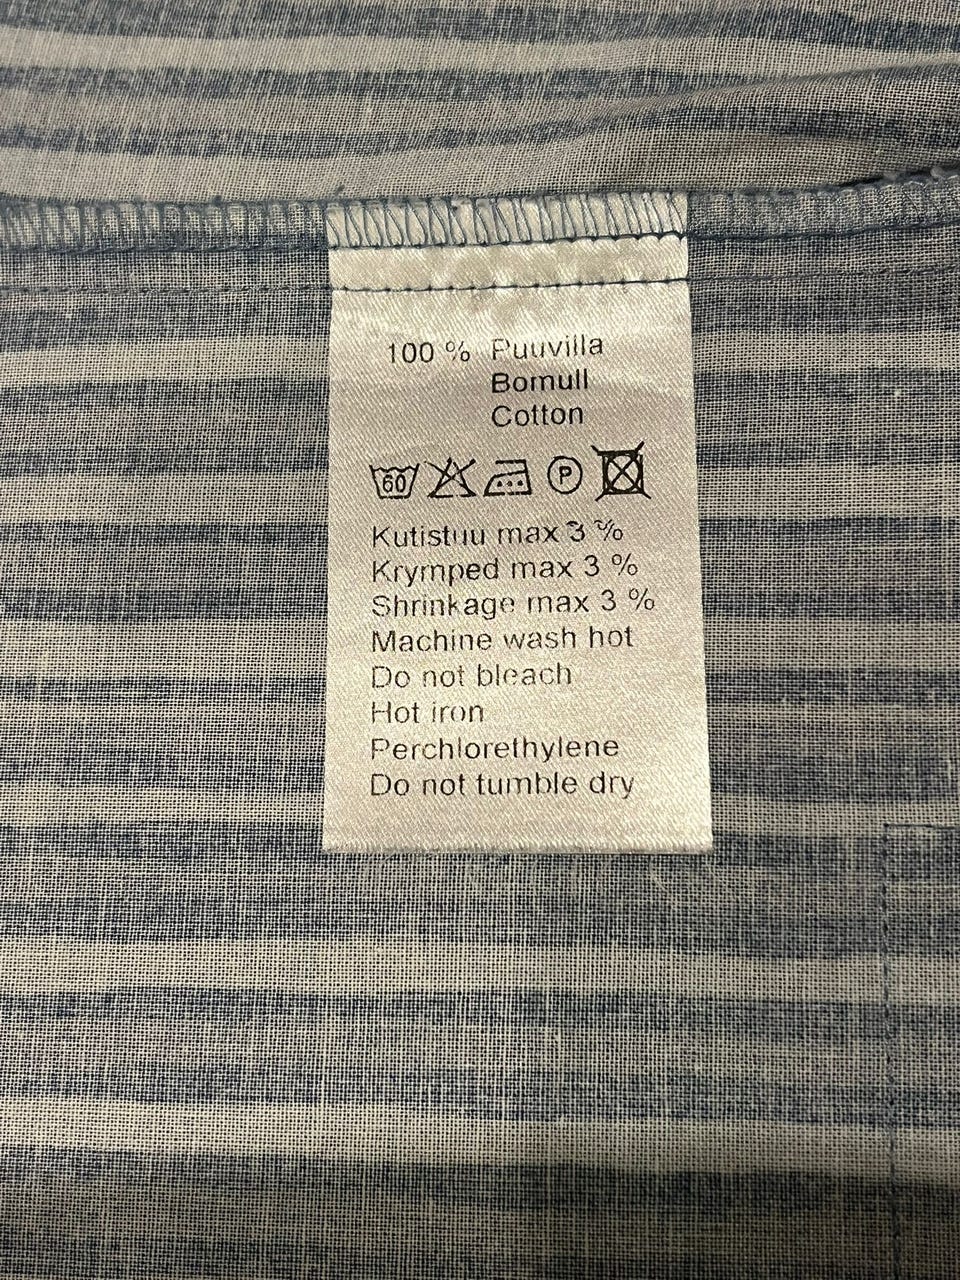 100 % Puuvilla
Bomull
Cotton
60 P
Kutistuu max 3 %
Krymped max 3 %
Shrinkage max 3 %
Machine wash hot
Do not bleach
Hot iron
Perchlorethylene
Do not tumble dry